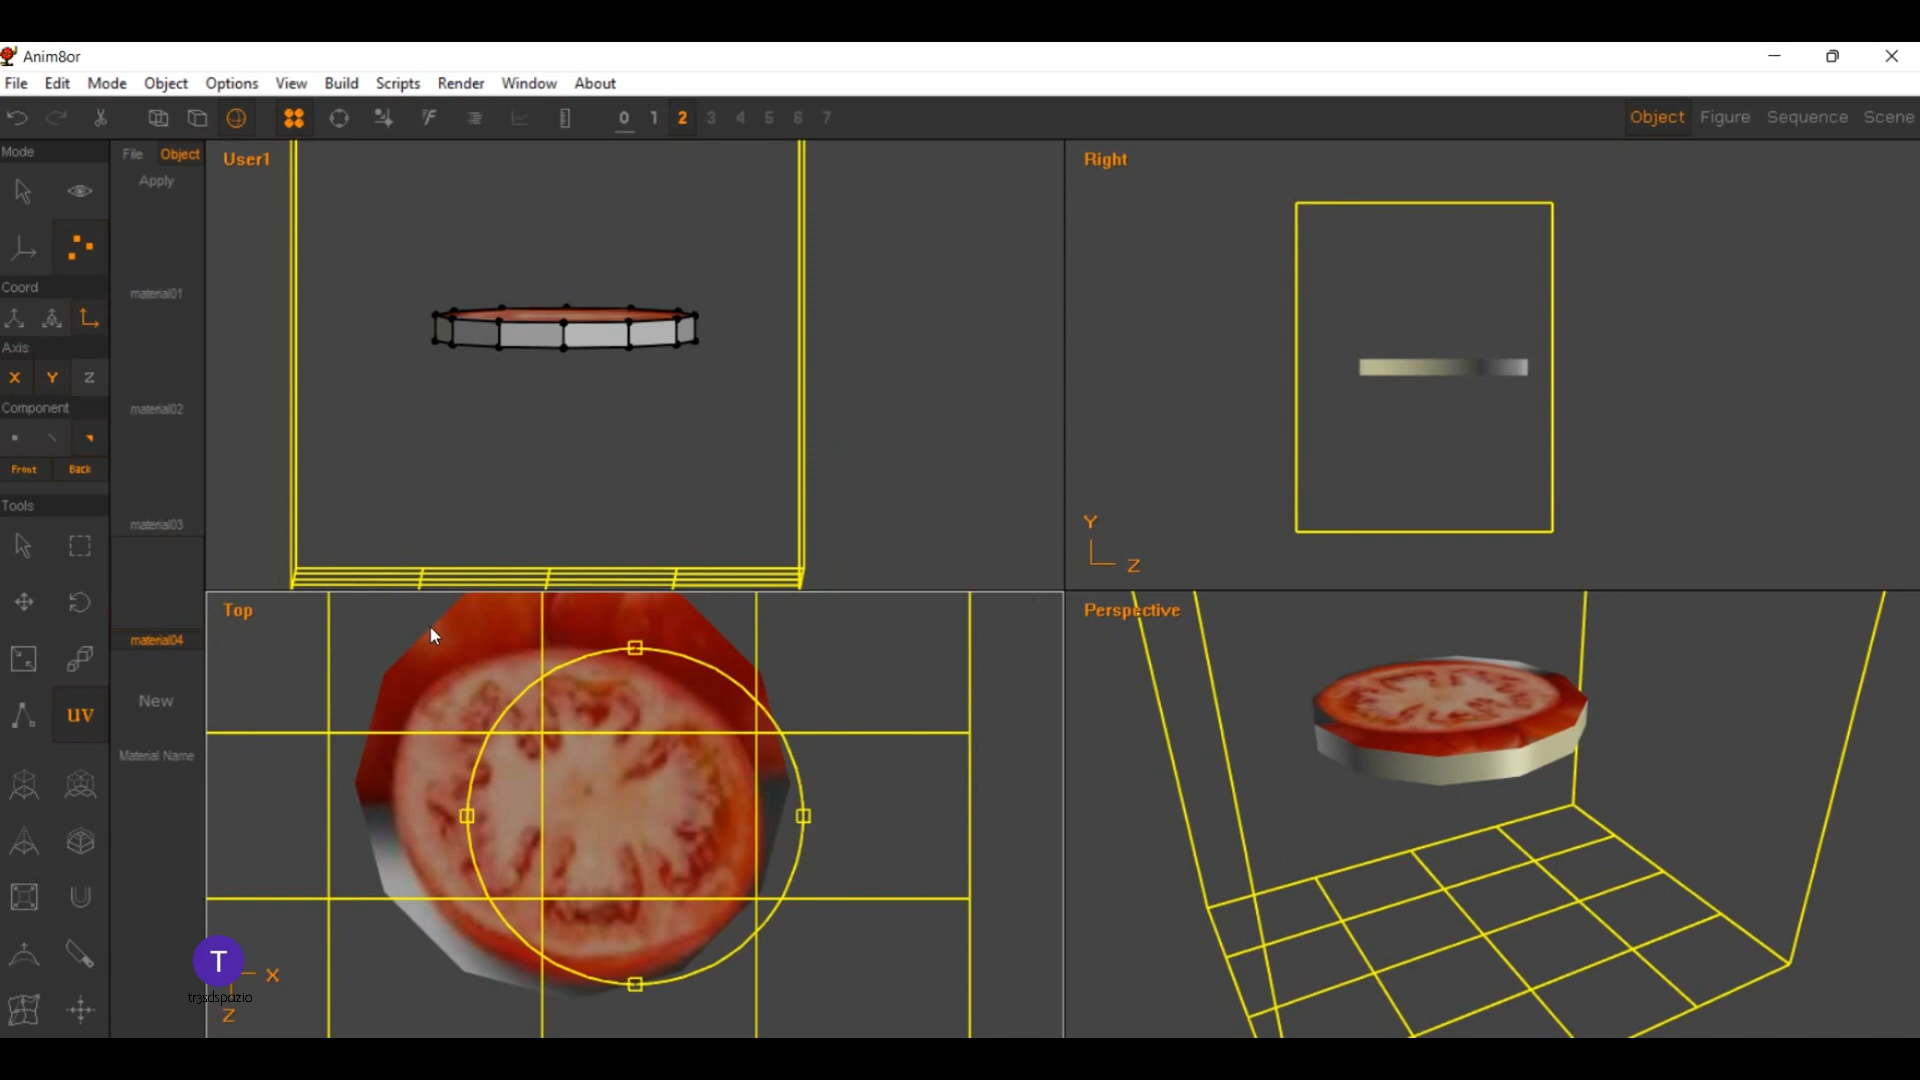 Anim8or
File Edit Mode Object Options View Build Scripts Render Window About
0 1 2 3 4 5 6 7
Object Figure Sequence Scene
Mode
File Object
Apply
User1
Right
material01
Coord
Axis
X Y Z
Component
material02
Front Back
Tools
material03
Y
Z
Top
Perspective
material04
New
UV
Material Name
T
X
tr3sdspazio
Z